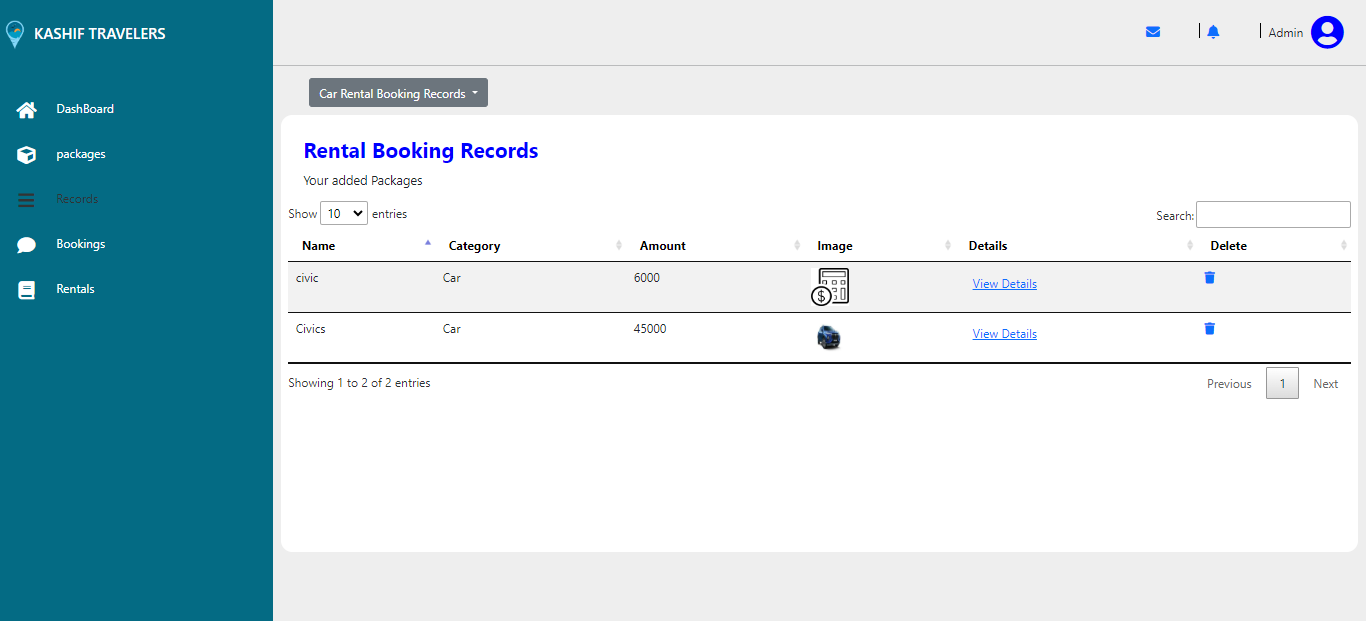 KASHIF TRAVELERS
Admin
DashBoard
packages
Records
Bookings
Rentals
Car Rental Booking Records
Rental Booking Records
Your added Packages
Show 10 entries
Search:
Name Category Amount Image Details Delete
civic Car 6000 $ View Details
Civics Car 45000 View Details
Showing 1 to 2 of 2 entries
Previous 1 Next